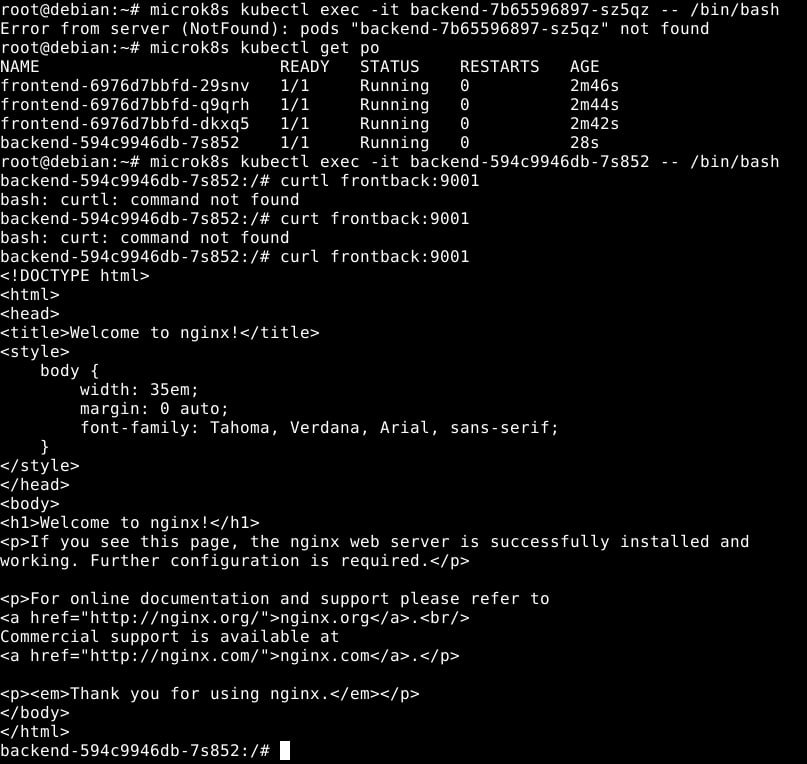 root@debian:~# microk8s kubectl exec -it backend-7b65596897-sz5qz -- /bin/bash
Error from server (NotFound): pods "backend-7b65596897-sz5qz" not found
root@debian:~# microk8s kubectl get po
NAME                        READY   STATUS    RESTARTS   AGE
frontend-6976d7bbfd-29snv   1/1     Running   0          2m46s
frontend-6976d7bbfd-q9qrh   1/1     Running   0          2m44s
frontend-6976d7bbfd-dkxq5   1/1     Running   0          2m42s
backend-594c9946db-7s852    1/1     Running   0          28s
root@debian:~# microk8s kubectl exec -it backend-594c9946db-7s852 -- /bin/bash
backend-594c9946db-7s852:/# curtl frontback:9001
bash: curtl: command not found
backend-594c9946db-7s852:/# curt frontback:9001
bash: curt: command not found
backend-594c9946db-7s852:/# curl frontback:9001
<!DOCTYPE html>
<html>
<head>
<title>Welcome to nginx!</title>
<style>
    body {
        width: 35em;
        margin: 0 auto;
        font-family: Tahoma, Verdana, Arial, sans-serif;
    }
</style>
</head>
<body>
<h1>Welcome to nginx!</h1>
<p>If you see this page, the nginx web server is successfully installed and
working. Further configuration is required.</p>

<p>For online documentation and support please refer to
<a href="http://nginx.org/">nginx.org</a>.<br/>
Commercial support is available at
<a href="http://nginx.com/">nginx.com</a>.</p>

<p><em>Thank you for using nginx.</em></p>
</body>
</html>
backend-594c9946db-7s852:/#